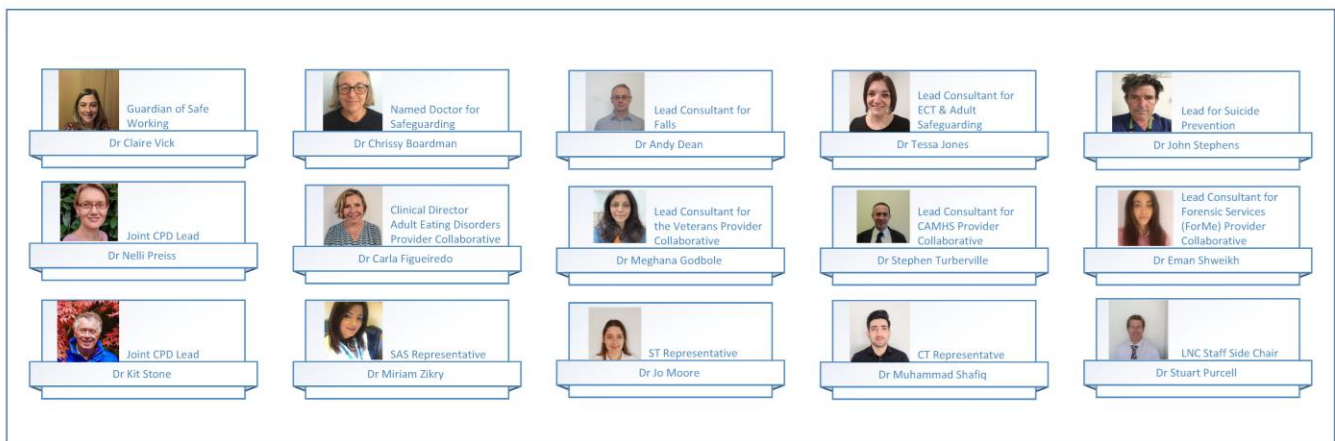 Guardian of Safe
Working
Dr Claire Vick
Named Doctor for
Safeguarding
Dr Chrissy Boardman
Lead Consultant for
Falls
Dr Andy Dean
Lead Consultant for
ECT & Adult
Safeguarding
Dr Tessa Jones
Lead for Suicide
Prevention
Dr John Stephens
Joint CPD Lead
Dr Nelli Preiss
Clinical Director
Adult Eating Disorders
Provider Collaborative
Dr Carla Figueiredo
Lead Consultant for
the Veterans Provider
Collaborative
Dr Meghana Godbole
Lead Consultant for
CAMHS Provider
Collaborative
Dr Stephen Turberville
Lead Consultant for
Forensic Services
(ForMe) Provider
Collaborative
Dr Eman Shweikh
Joint CPD Lead
Dr Kit Stone
SAS Representative
Dr Miriam Zikry
ST Representative
Dr Jo Moore
CT Representatve
Dr Muhammad Shafiq
LNC Staff Side Chair
Dr Stuart Purcell